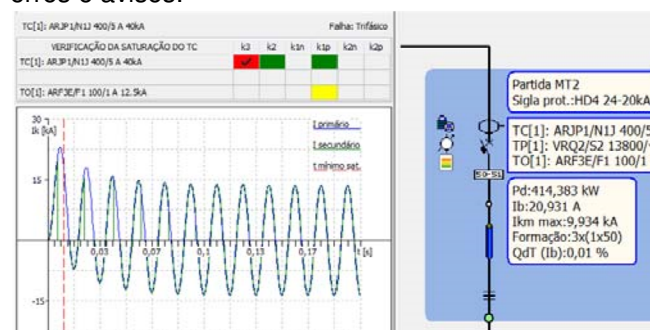 TC[1]: ARJP1/N1J 400/5 A 40kA Falha: Trifásico
VERIFICAÇÃO DA SATURAÇÃO DO TC k3 k2 k1n k1p k2n k2p
TC[1]: ARJP1/N1J 400/5 A 40kA
TO[1]: ARF3E/F1 100/1 A 12.5kA
30
Ik [kA]
I primário
I secundário
t mínimo sat.
15
0,03 0,07 0,1 0,13 0,17 t [s]
-15
Partida MT2
Sigla prot.:HD4 24-20kA
TC[1]: ARJP1/N1J 400/5
TP[1]: VRQ2/S2 13800/
TO[1]: ARF3E/F1 100/1
50-51
Pd:414,383 kW
Ib:20,931 A
Ikm max:9,934 kA
Formação:3x(1x50)
QdT (Ib):0,01 %